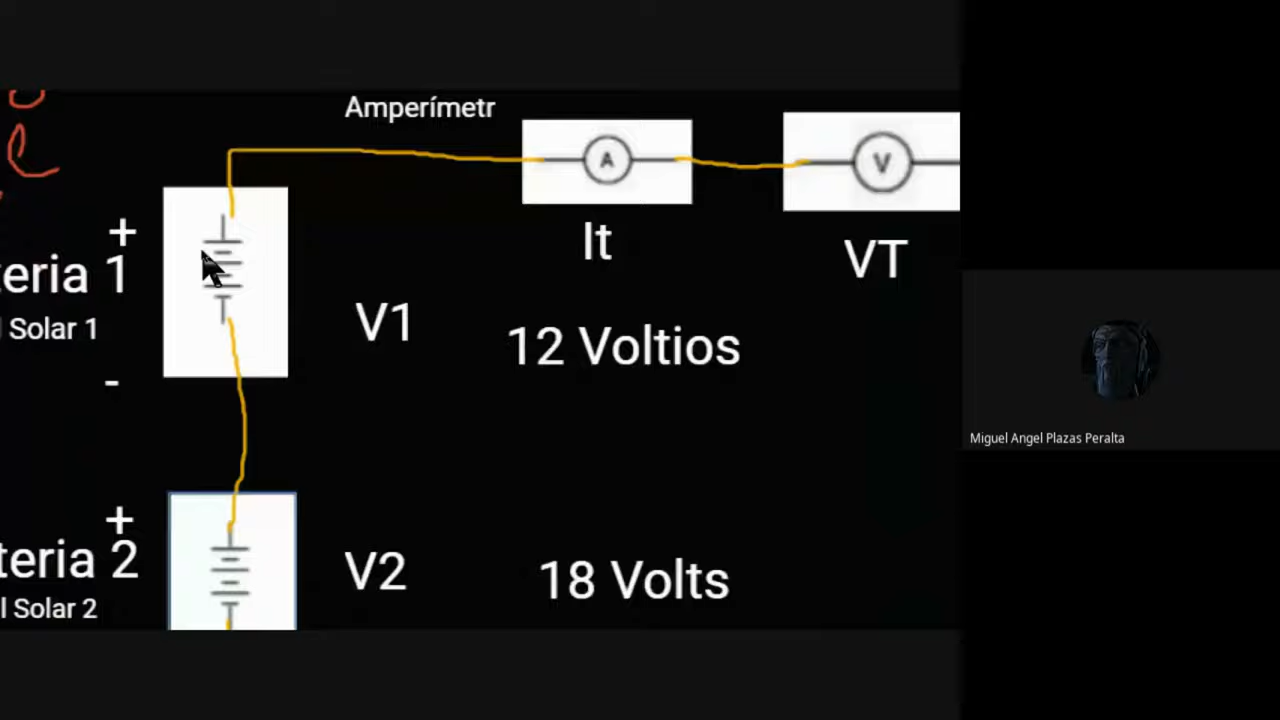 Amperímetr
A
V
It
VT
+
teria 1
Solar 1
-
V1
12 Voltios
+
teria 2
l Solar 2
V2
18 Volts
Miguel Angel Plazas Peralta